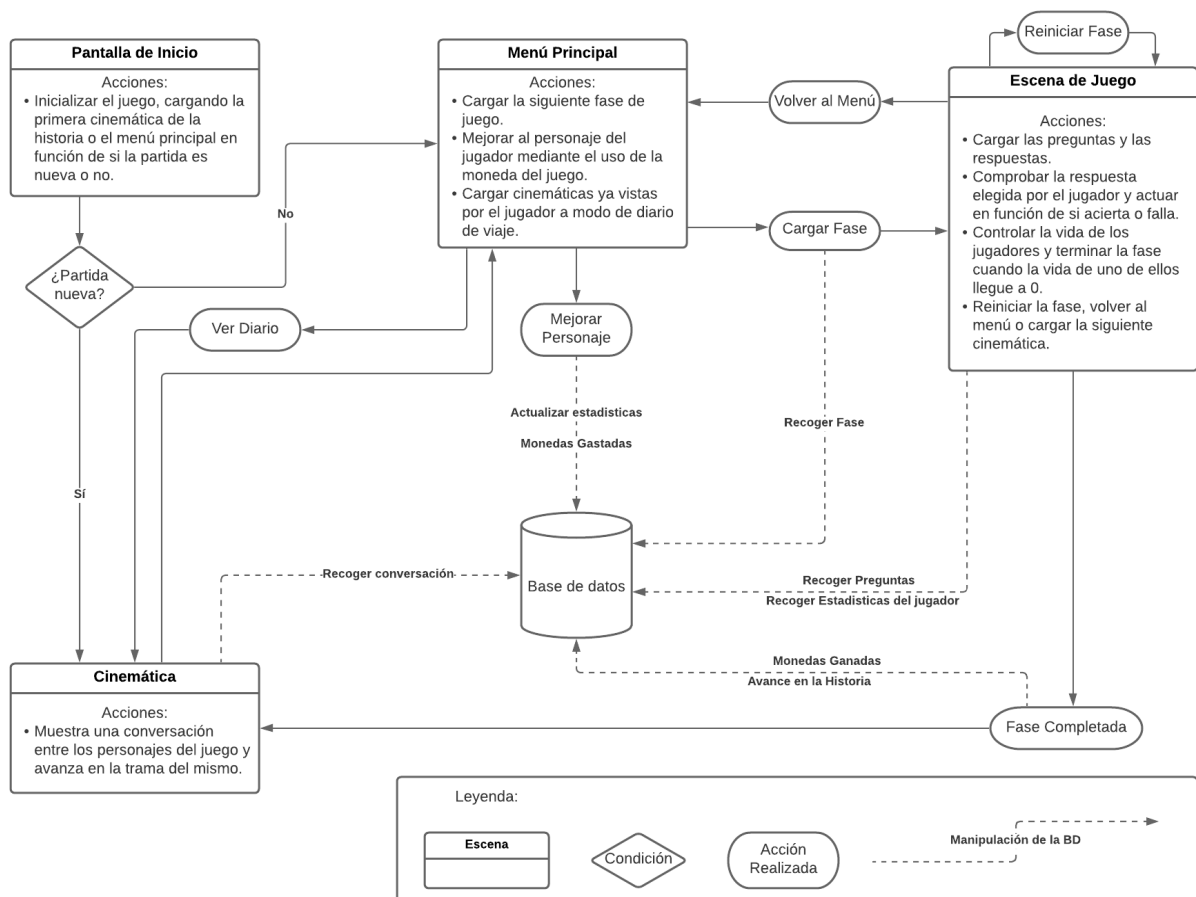 Reiniciar Fase
Pantalla de Inicio
Acciones:
• Inicializar el juego, cargando la
primera cinemática de la
historia o el menú principal en
función de si la partida es
nueva o no.
Menú Principal
Acciones:
• Cargar la siguiente fase de
juego.
• Mejorar al personaje del
jugador mediante el uso de la
moneda del juego.
• Cargar cinemáticas ya vistas
por el jugador a modo de diario
de viaje.
Volver al Menú
Escena de Juego
Acciones:
• Cargar las preguntas y las
respuestas.
• Comprobar la respuesta
elegida por el jugador y actuar
en función de si acierta o falla.
• Controlar la vida de los
jugadores y terminar la fase
cuando la vida de uno de ellos
llegue a 0.
• Reiniciar la fase, volver al
menú o cargar la siguiente
cinemática.
No
Cargar Fase
¿Partida
nueva?
Ver Diario
Mejorar
Personaje
Actualizar estadisticas
Monedas Gastadas
Recoger Fase
Sí
Recoger conversación
Base de datos
Recoger Preguntas
Recoger Estadisticas del jugador
Monedas Ganadas
Avance en la Historia
Cinemática
Acciones:
• Muestra una conversación
entre los personajes del juego y
avanza en la trama del mismo.
Fase Completada
Leyenda:
Escena
Condición
Acción
Realizada
Manipulación de la BD